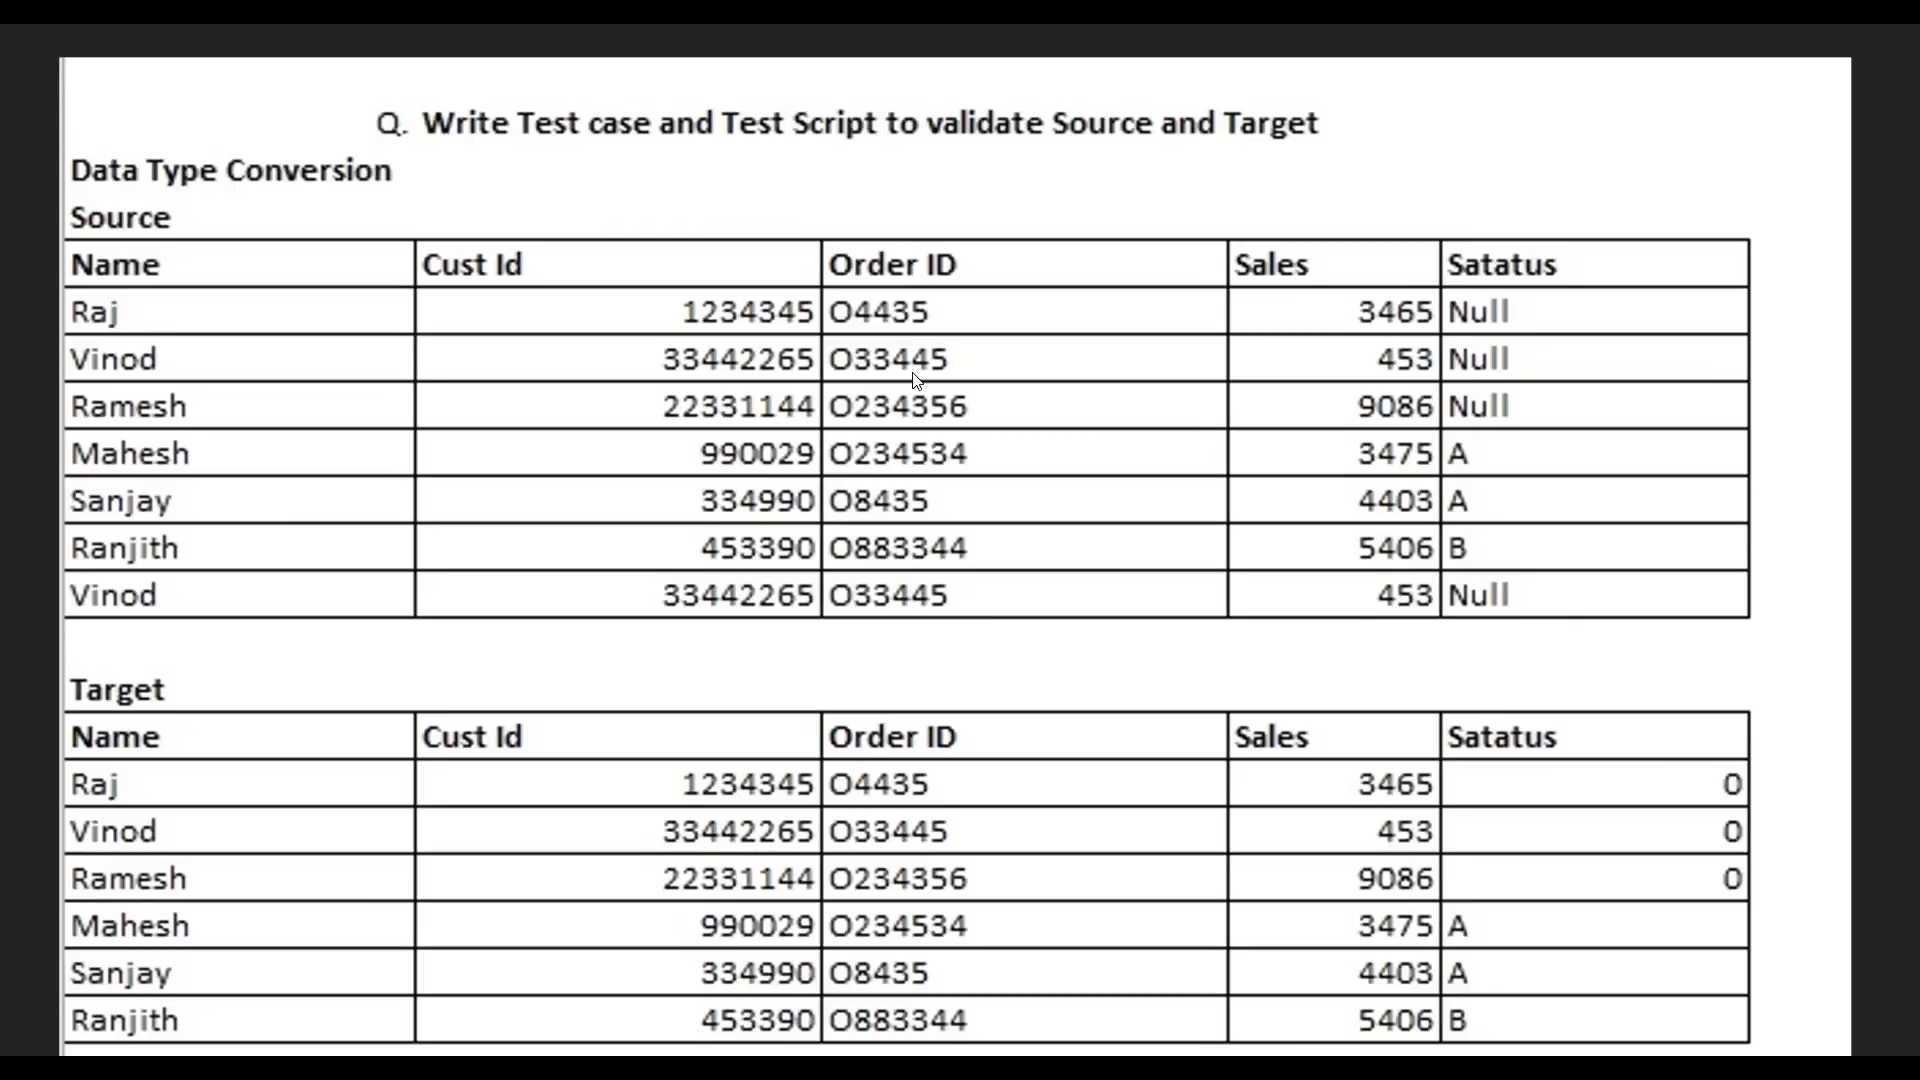 Q. Write Test case and Test Script to validate Source and Target
Data Type Conversion
Source
Name Cust Id Order ID Sales Satatus
Raj 1234345 O4435 3465 Null
Vinod 33442265 O33445 453 Null
Ramesh 22331144 O234356 9086 Null
Mahesh 990029 O234534 3475 A
Sanjay 334990 O8435 4403 A
Ranjith 453390 O883344 5406 B
Vinod 33442265 O33445 453 Null
Target
Name Cust Id Order ID Sales Satatus
Raj 1234345 O4435 3465 0
Vinod 33442265 O33445 453 0
Ramesh 22331144 O234356 9086 0
Mahesh 990029 O234534 3475 A
Sanjay 334990 O8435 4403 A
Ranjith 453390 O883344 5406 B